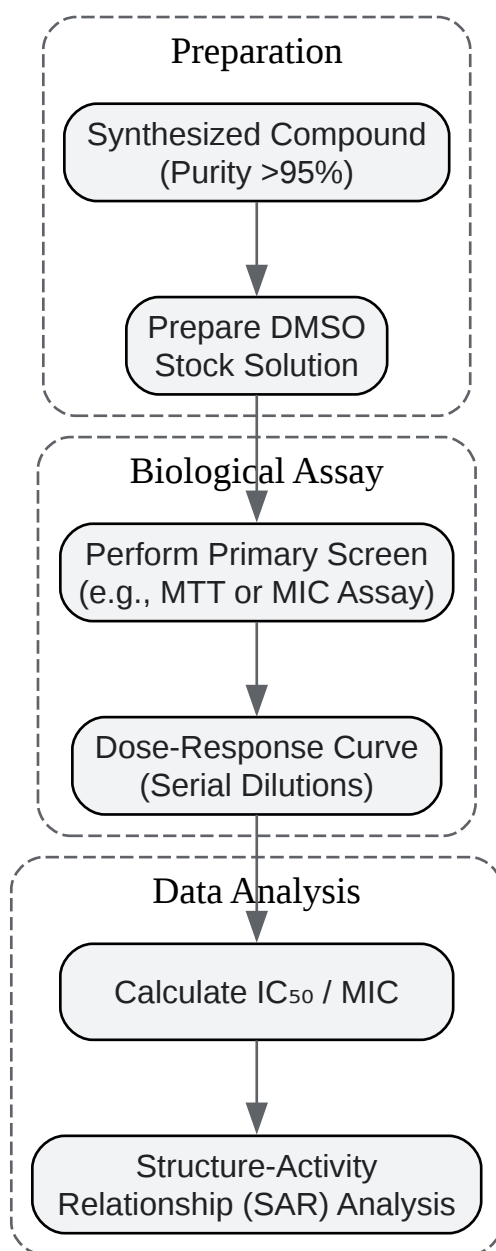 Preparation
Synthesized Compound
(Purity >95%)
Prepare DMSO
Stock Solution
Biological Assay
Perform Primary Screen
(e.g., MTT or MIC Assay)
Dose-Response Curve
(Serial Dilutions)
Data Analysis
Calculate IC₅₀ / MIC
Structure-Activity
Relationship (SAR) Analysis